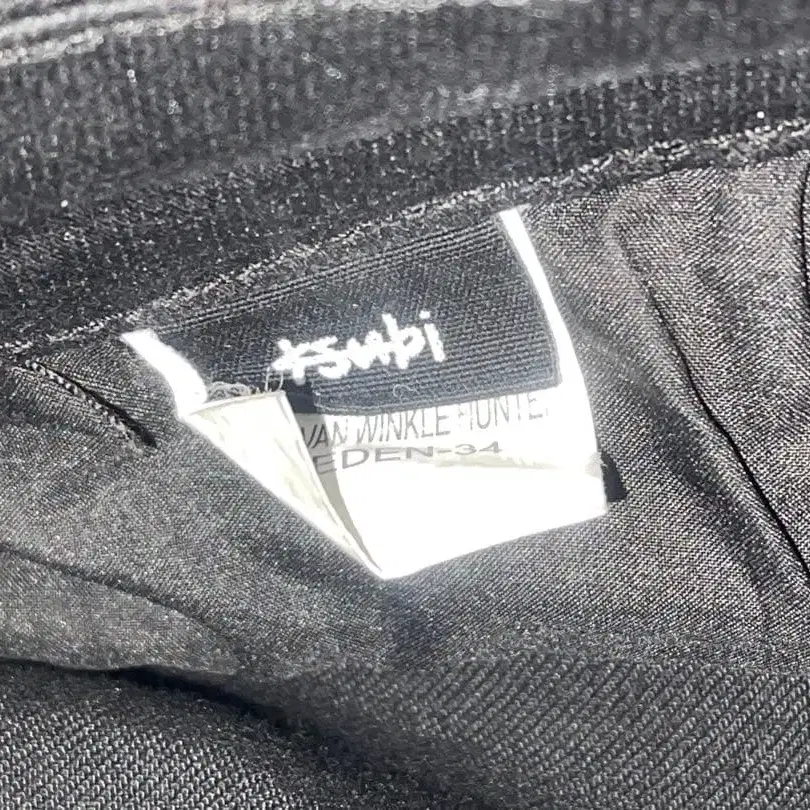 ksubi
VAN WINKLE HUNTE
EDEN-34